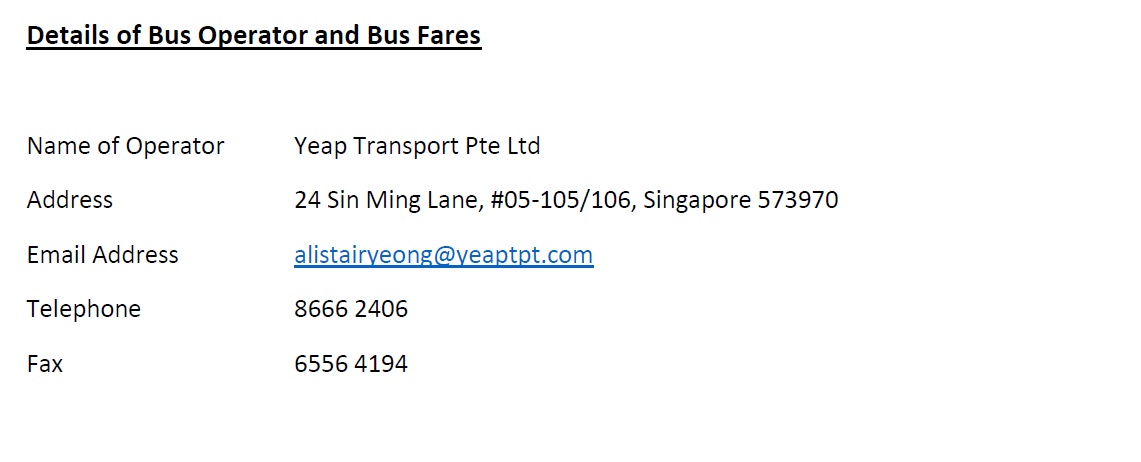 Details of Bus Operator and Bus Fares
Name of Operator Yeap Transport Pte Ltd
Address 24 Sin Ming Lane, #05-105/106, Singapore 573970
Email Address alistairyeong@yeaptpt.com
Telephone 8666 2406
Fax 6556 4194